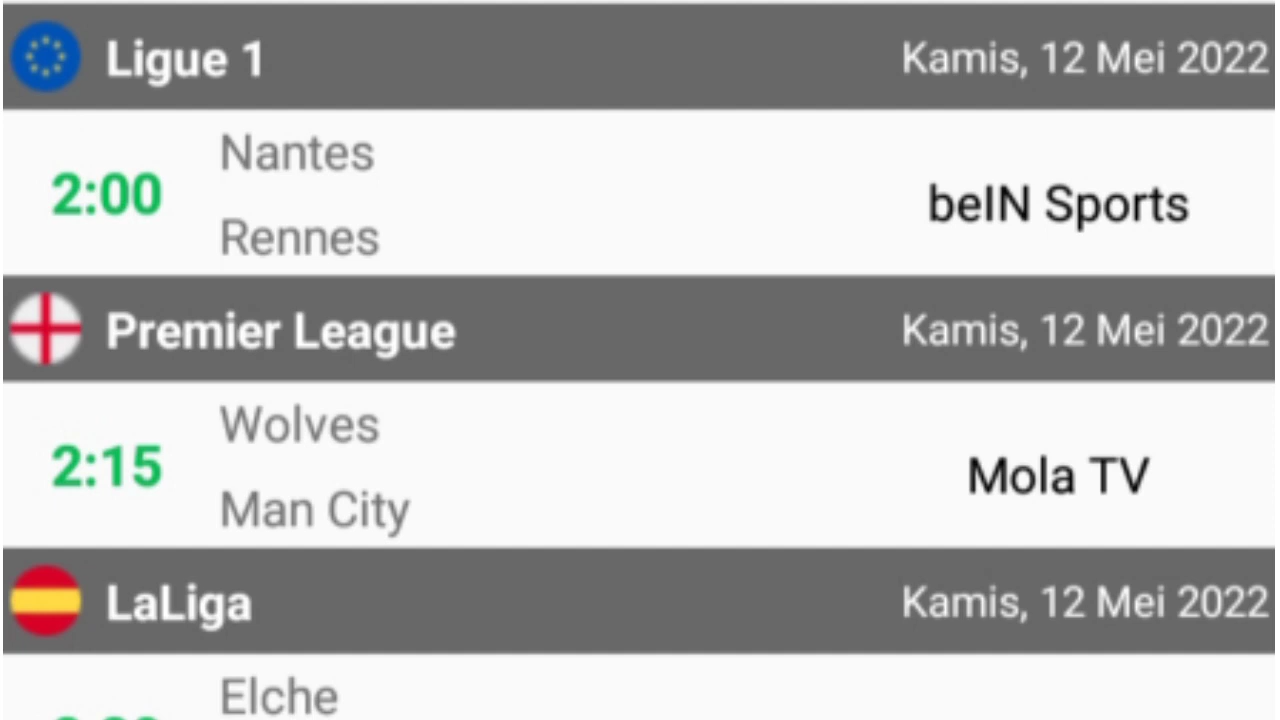 Ligue 1 Kamis, 12 Mei 2022
Nantes
2:00 beIN Sports
Rennes
Premier League Kamis, 12 Mei 2022
Wolves
2:15 Mola TV
Man City
LaLiga Kamis, 12 Mei 2022
Elche